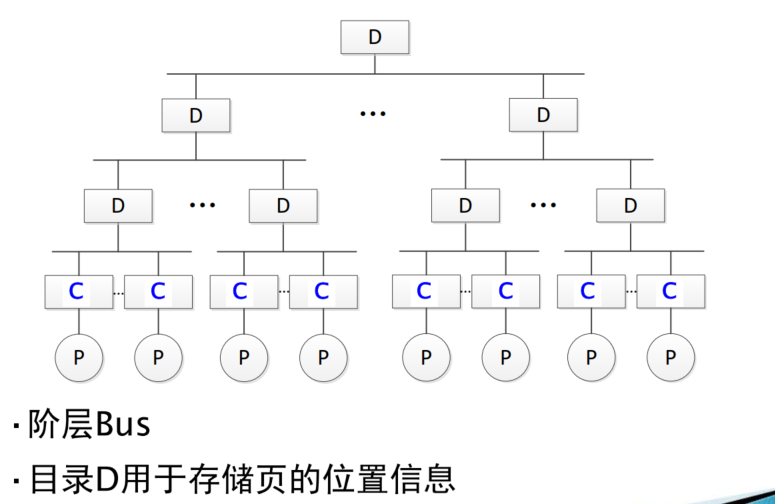 D
D … D
D … D D … D
C … C C … C C … C C … C
P P P P P P P P
·阶层Bus
·目录D用于存储页的位置信息